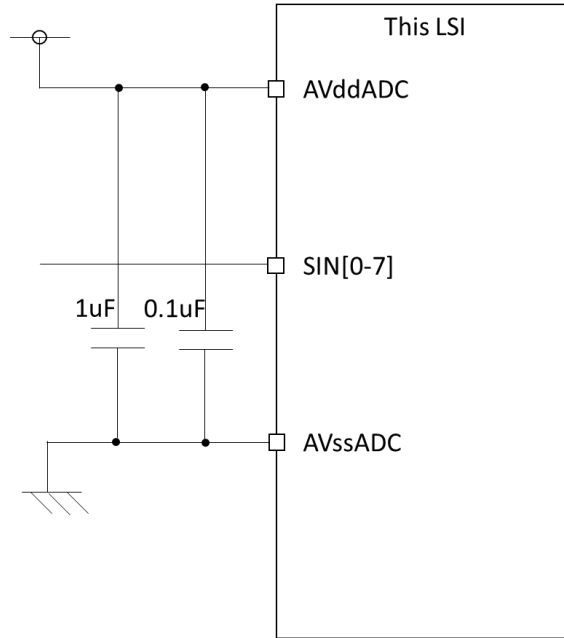 This LSI
AVddADC
SIN[0-7]
1uF 0.1uF
AVssADC